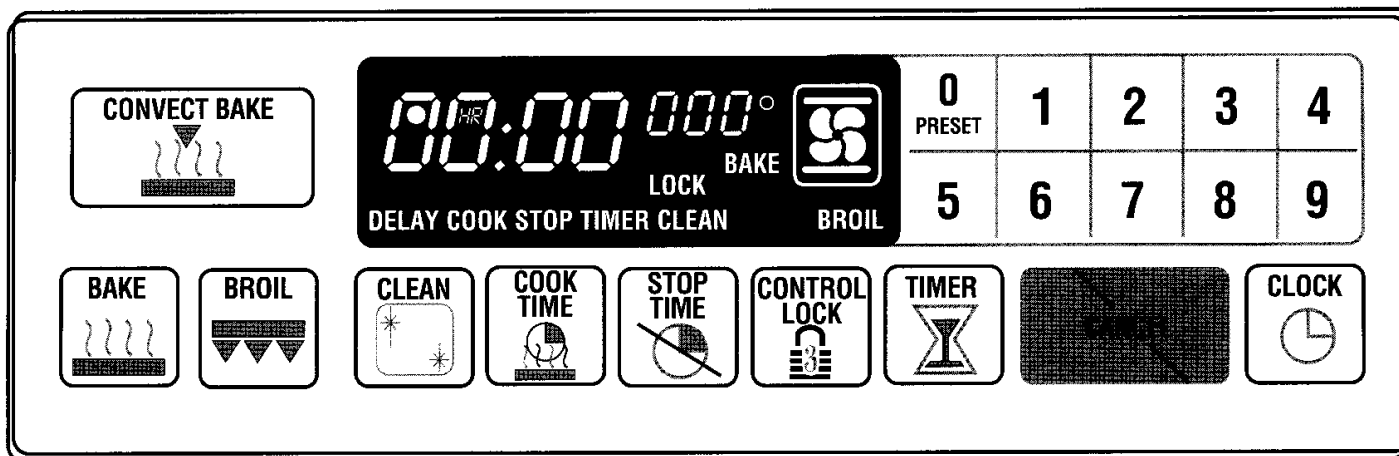 CONVECT BAKE
00:00 HR 000°
BAKE
LOCK
DELAY COOK STOP TIMER CLEAN BROIL
0 1 2 3 4
PRESET
5 6 7 8 9
BAKE
BROIL
CLEAN
COOK
TIME
STOP
TIME
CONTROL
LOCK
3
TIMER
CLOCK